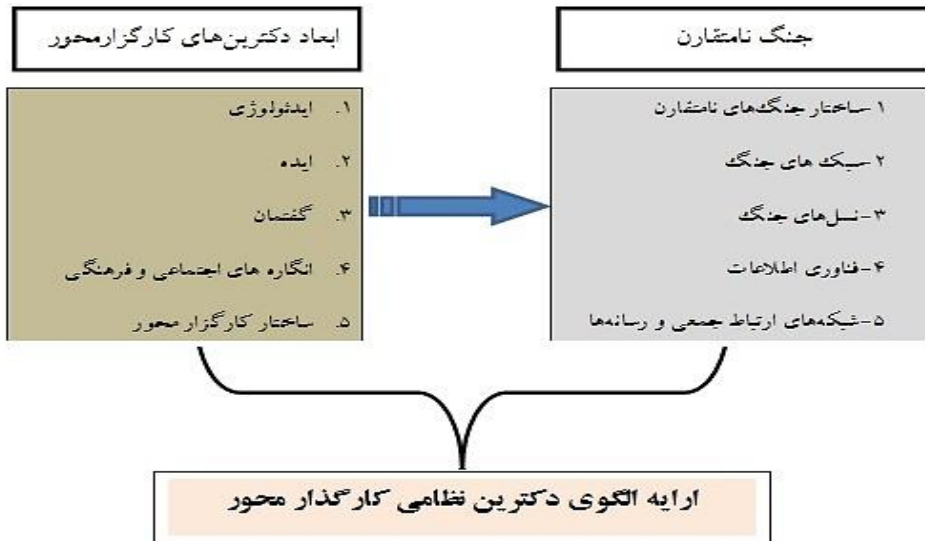 جنگ نامتقارن
۱-ساختار جنگ‌های نامتقارن
۲-سبک های جنگ
۳-نسل‌های جنگ
۴-فناوری اطلاعات
۵-شبکه‌های ارتباط جمعی و رسانه‌ها
ابعاد دکترین‌های کارگزارمحور
۱. ایدئولوژی
۲. ایده
۳. گفتمان
۴. انگاره های اجتماعی و فرهنگی
۵. ساختار کارگزار محور
ارایه الگوی دکترین نظامی کارگذار محور